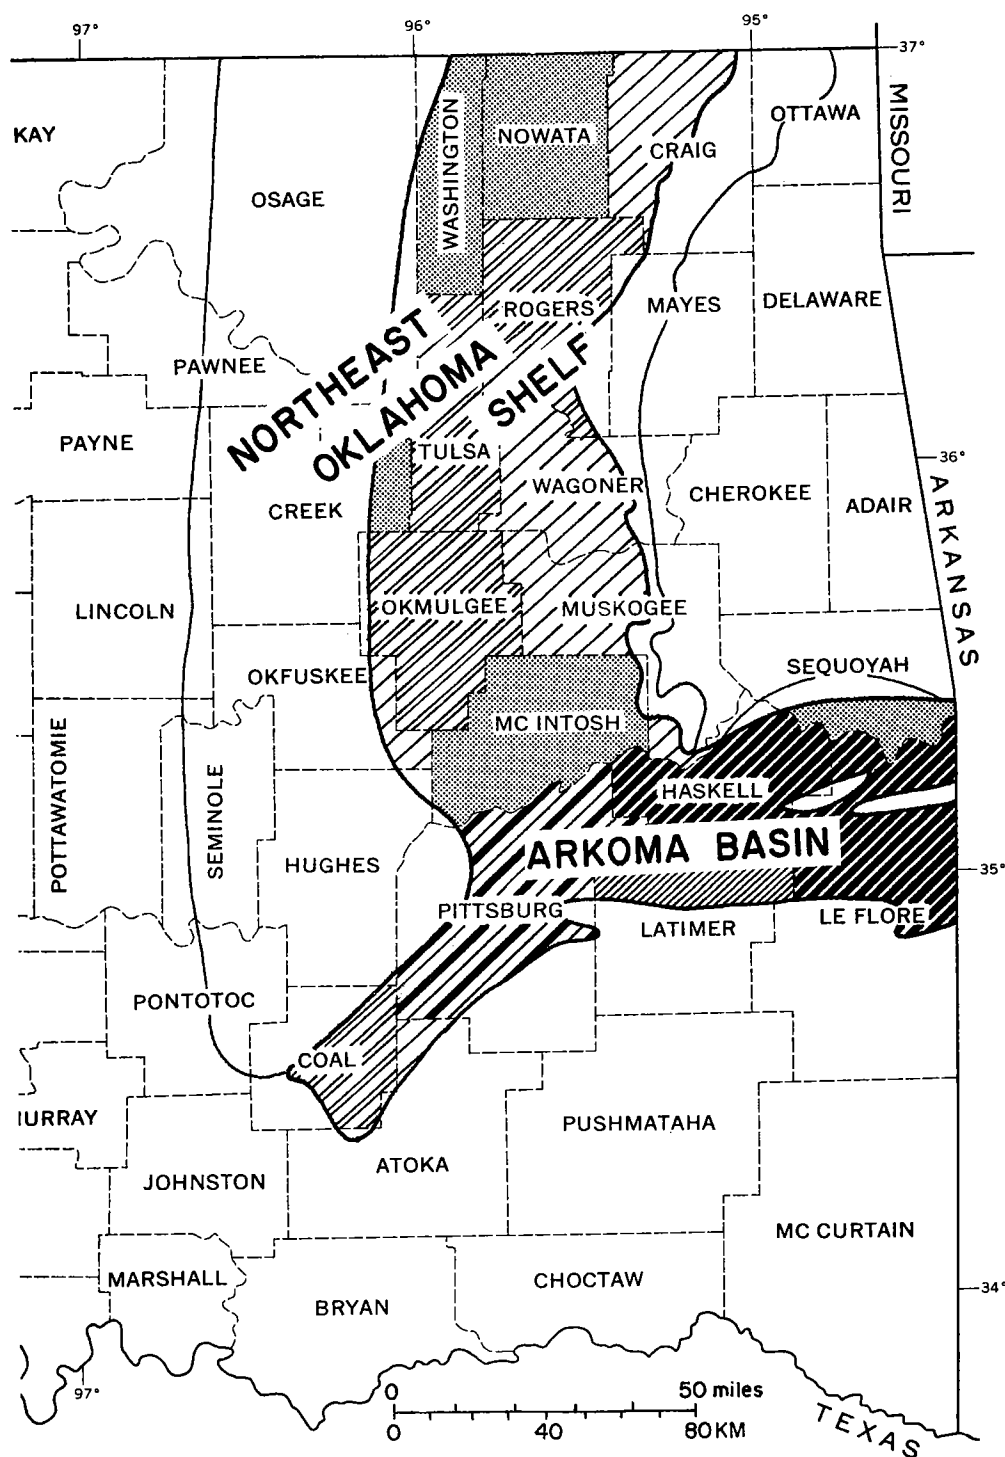 97°
96°
95°
37°
MISSOURI
OTTAWA
KAY
NOWATA
CRAIG
WASHINGTON
OSAGE
ROGERS
MAYES
DELAWARE
PAWNEE
NORTHEAST
OKLAHOMA
SHELF
PAYNE
TULSA
36°
WAGONER
CHEROKEE
ADAIR
ARKANSAS
CREEK
LINCOLN
OKMULGEE
MUSKOGEE
OKFUSKEE
SEQUOYAH
MC INTOSH
POTTAWATOMIE
SEMINOLE
HASKELL
HUGHES
ARKOMA BASIN
35°
PITTSBURG
LATIMER
LE FLORE
PONTOTOC
COAL
URRAY
PUSHMATAHA
ATOKA
JOHNSTON
MC CURTAIN
MARSHALL
CHOCTAW
BRYAN
34°
97°
0 50 miles
0 40 80KM
TEXAS